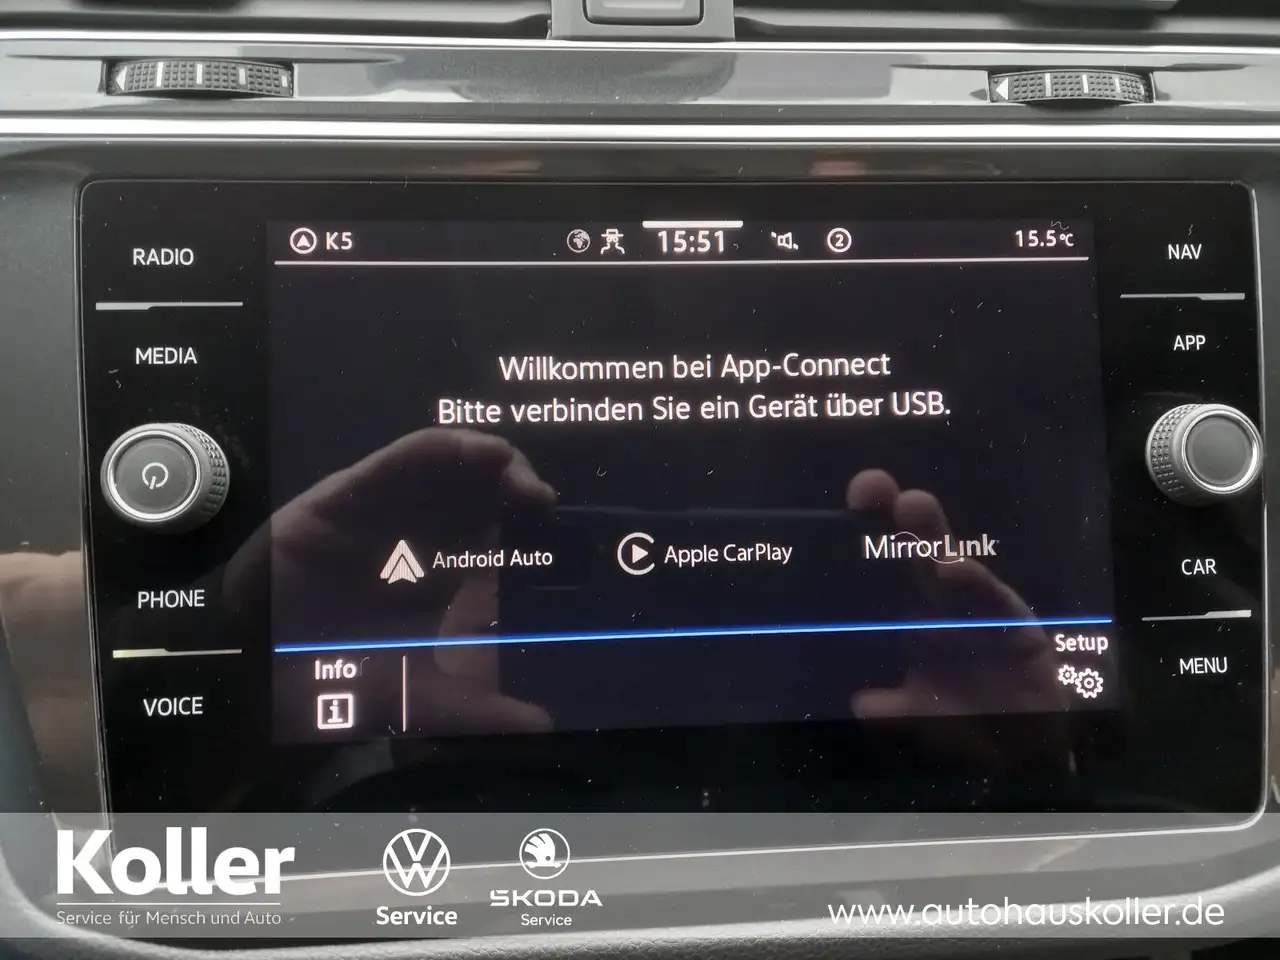 K5
15:51
2
15.5°C
RADIO
MEDIA
PHONE
VOICE
NAV
APP
CAR
MENU
Willkommen bei App-Connect
Bitte verbinden Sie ein Gerät über USB.
Android Auto
Apple CarPlay
MirrorLink
Info
i
Setup
Koller
Service für Mensch und Auto
Service
ŠKODA
Service
www.autohauskoller.de